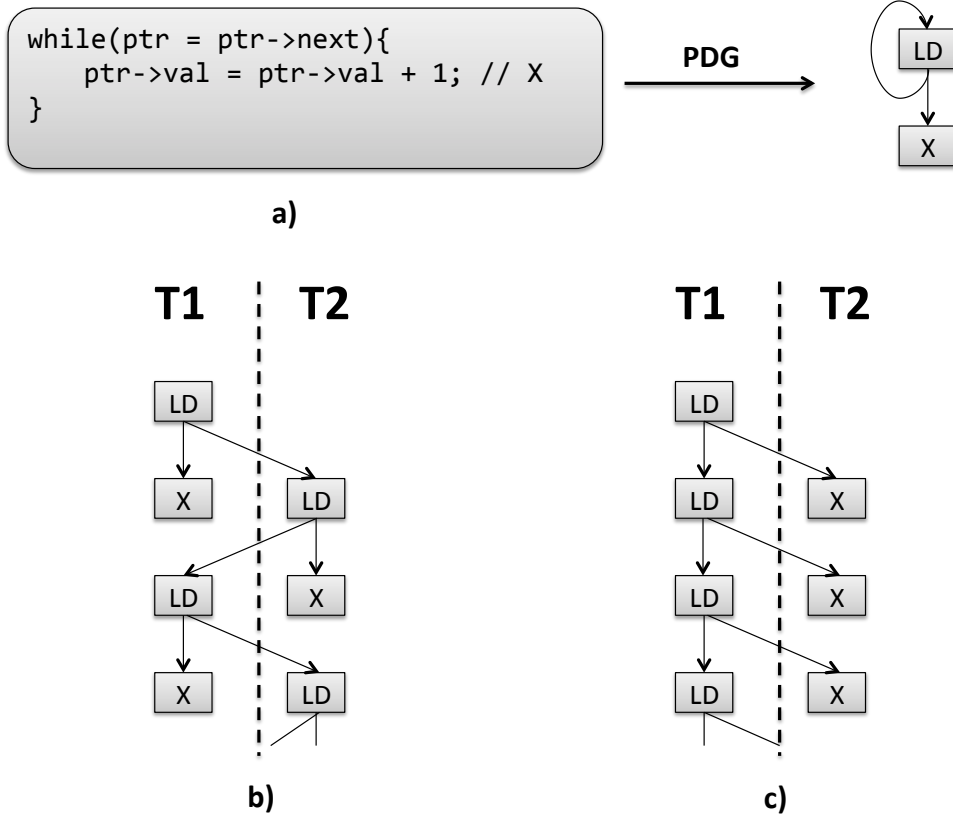 while(ptr = ptr->next){
ptr->val = ptr->val + 1; // X
}
PDG
LD
X
a)
T1 T2
LD
X LD
LD X
X LD
b)
T1 T2
LD
LD X
LD X
LD X
c)